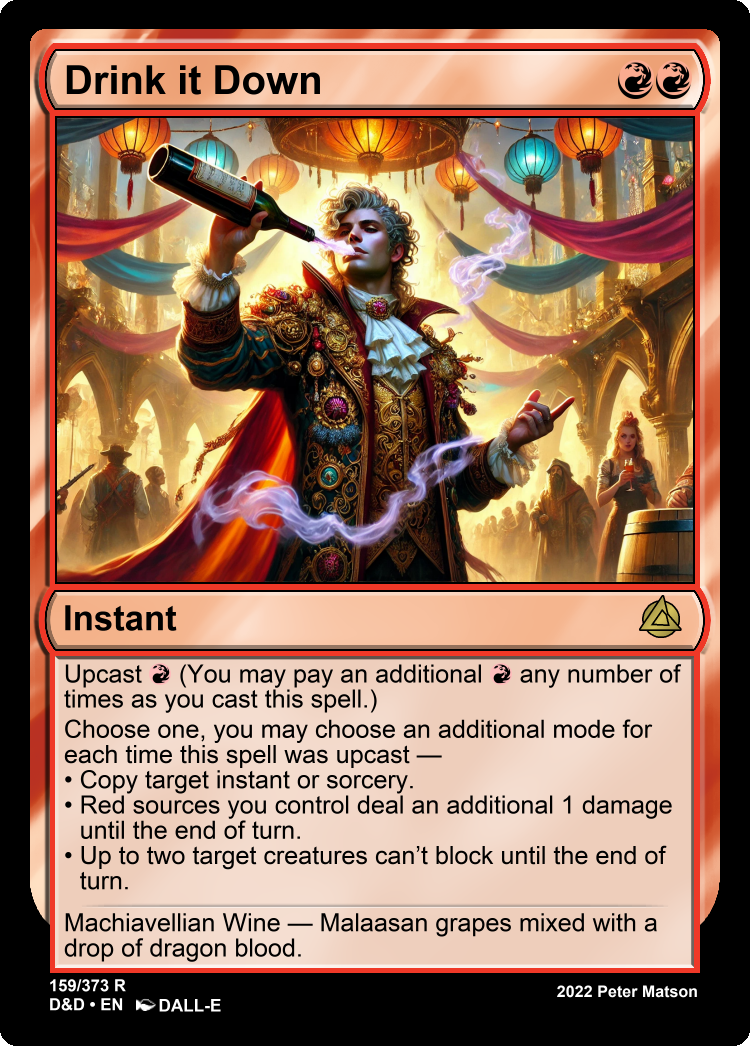 Drink it Down
Instant
Upcast (You may pay an additional any number of
times as you cast this spell.)
Choose one, you may choose an additional mode for
each time this spell was upcast —
• Copy target instant or sorcery.
• Red sources you control deal an additional 1 damage
until the end of turn.
• Up to two target creatures can’t block until the end of
turn.
Machiavellian Wine — Malaasan grapes mixed with a
drop of dragon blood.
159/373 R
D&D • EN DALL-E
2022 Peter Matson